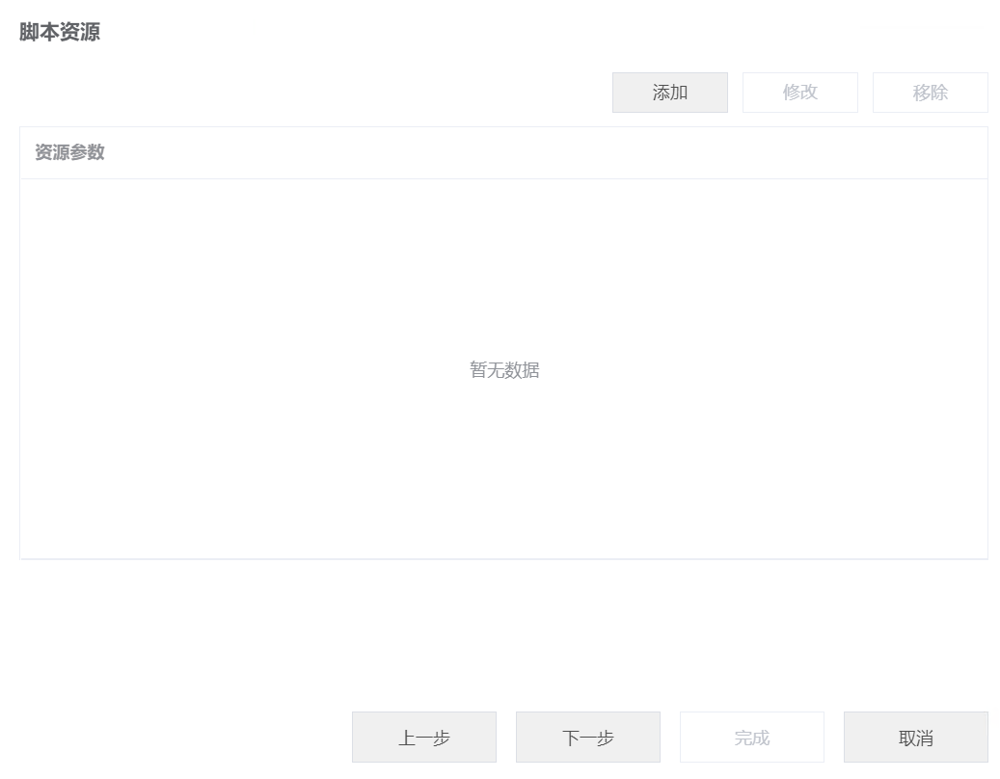 脚本资源
添加 修改 移除
资源参数
暂无数据
上一步 下一步 完成 取消